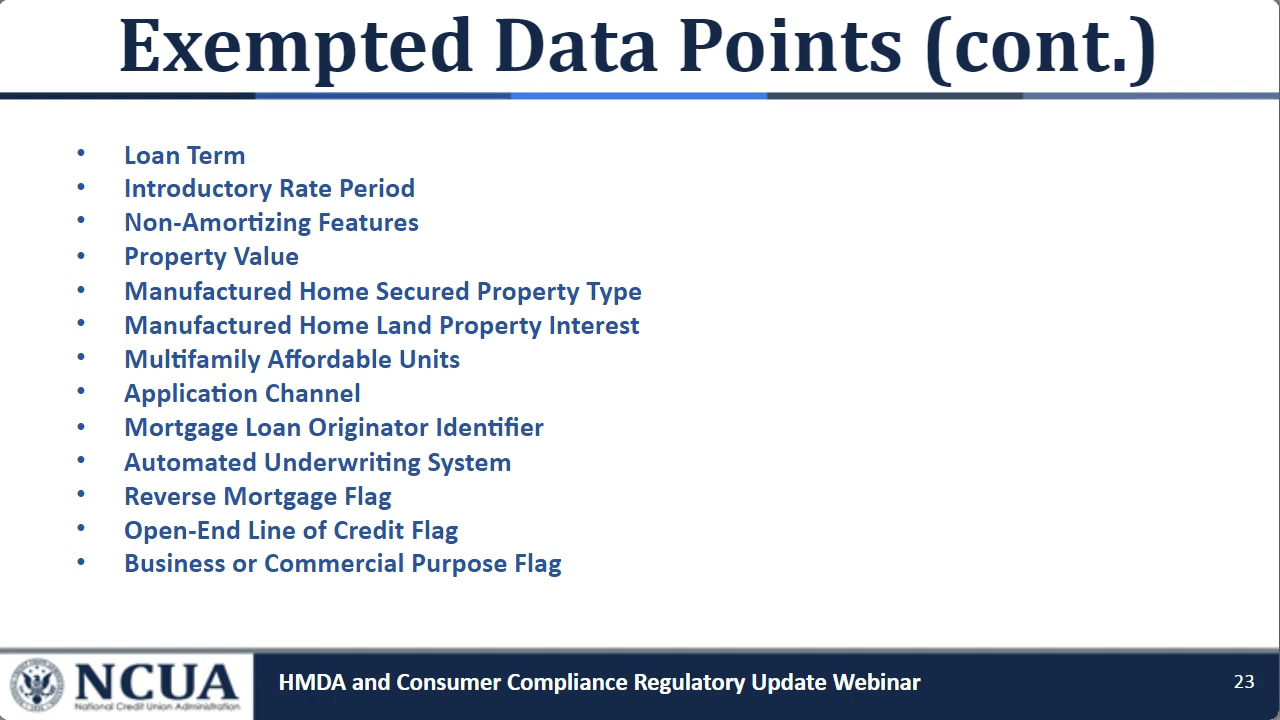 Exempted Data Points (cont.)
• Loan Term
• Introductory Rate Period
• Non-Amortizing Features
• Property Value
• Manufactured Home Secured Property Type
• Manufactured Home Land Property Interest
• Multifamily Affordable Units
• Application Channel
• Mortgage Loan Originator Identifier
• Automated Underwriting System
• Reverse Mortgage Flag
• Open-End Line of Credit Flag
• Business or Commercial Purpose Flag
NCUA
National Credit Union Administration
HMDA and Consumer Compliance Regulatory Update Webinar
23